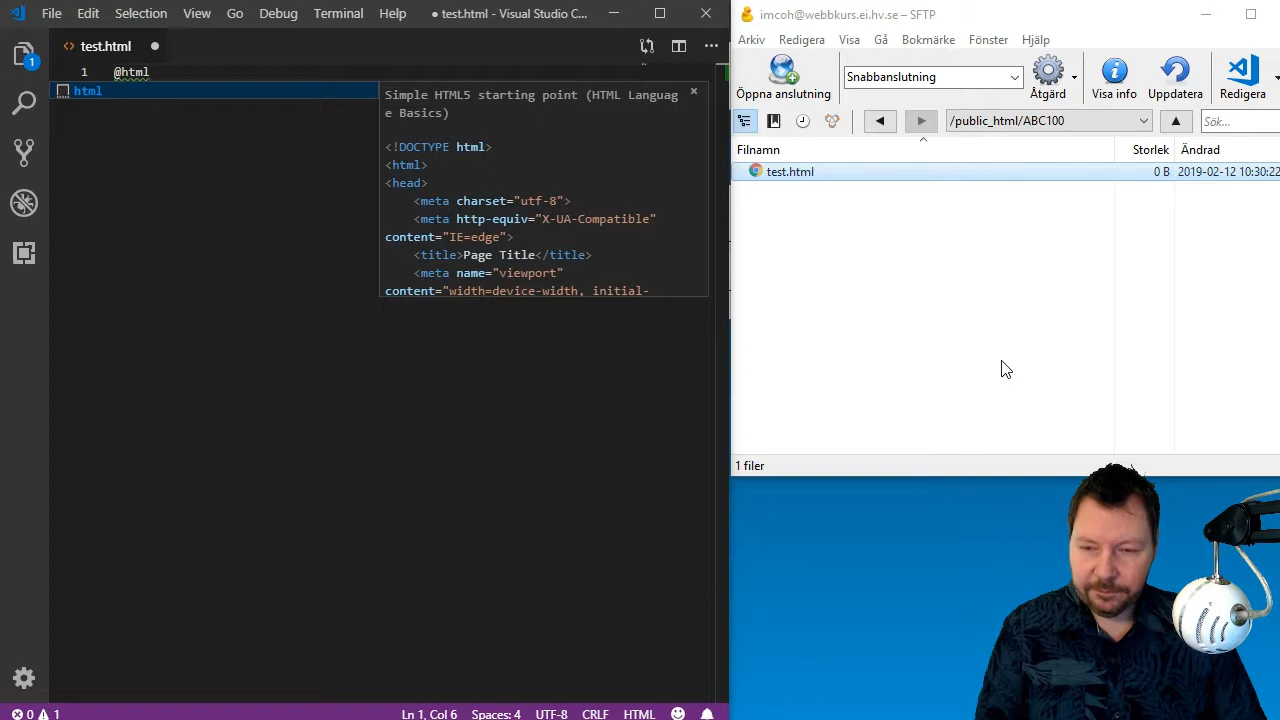 File Edit Selection View Go Debug Terminal Help ● test.html - Visual Studio C...
test.html
1
1 @html
html
Simple HTML5 starting point (HTML Languag
e Basics)
<!DOCTYPE html>
<html>
<head>
<meta charset="utf-8">
<meta http-equiv="X-UA-Compatible"
content="IE=edge">
<title>Page Title</title>
<meta name="viewport"
content="width=device-width, initial-
0 1 Ln 1, Col 6 Spaces: 4 UTF-8 CRLF HTML
imcoh@webbkurs.ei.hv.se – SFTP
Arkiv Redigera Visa Gå Bokmärke Fönster Hjälp
Snabbanslutning
Öppna anslutning Åtgärd Visa info Uppdatera Redigera
/public_html/ABC100 Sök...
Filnamn Storlek Ändrad
test.html 0 B 2019-02-12 10:30:22
1 filer